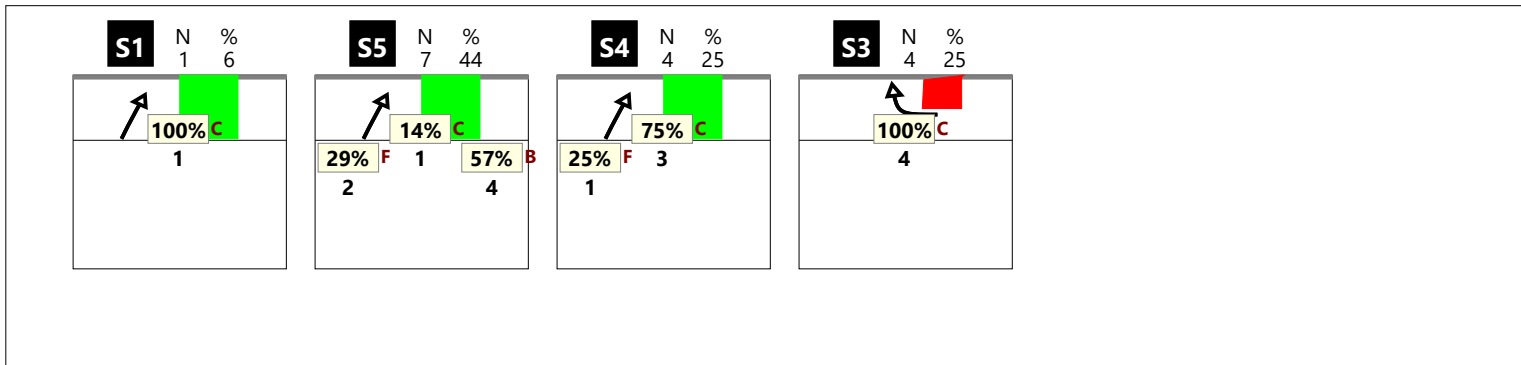 S1 N %
1 6
100% C
1
S5 N %
7 44
14% C
1
29% F
2
57% B
4
S4 N %
4 25
75% C
3
25% F
1
S3 N %
4 25
100% C
4